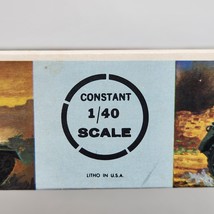 CONSTANT
1/40
SCALE
LITHO IN U.S.A.